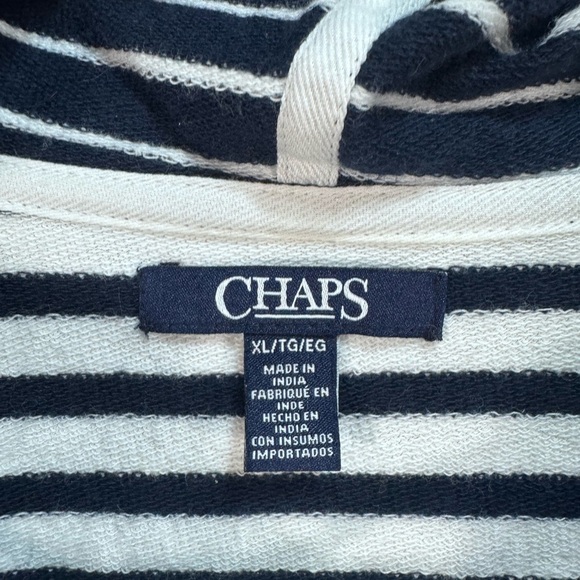 CHAPS
XL/TG/EG
MADE IN
INDIA
FABRIQUÉ EN
INDE
HECHO EN
INDIA
CON INSUMOS
IMPORTADOS